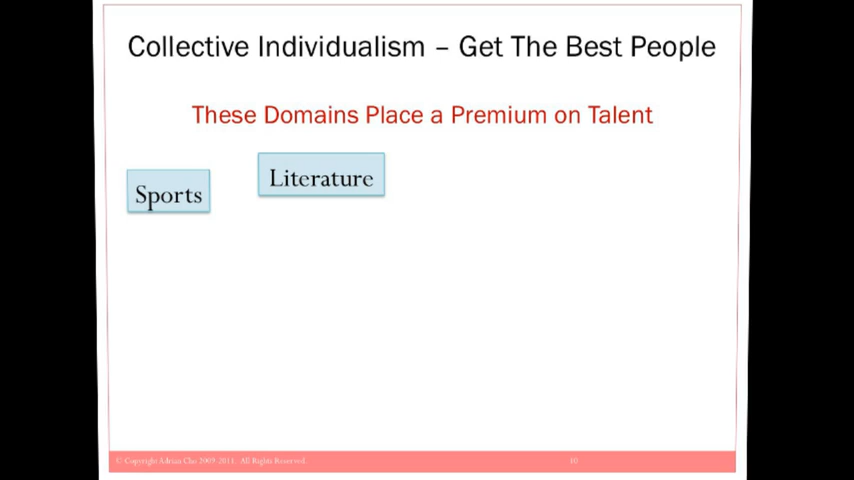 Collective Individualism – Get The Best People
These Domains Place a Premium on Talent
Literature
Sports
© Copyright Adrian Cho 2009-2011. All Rights Reserved.
10